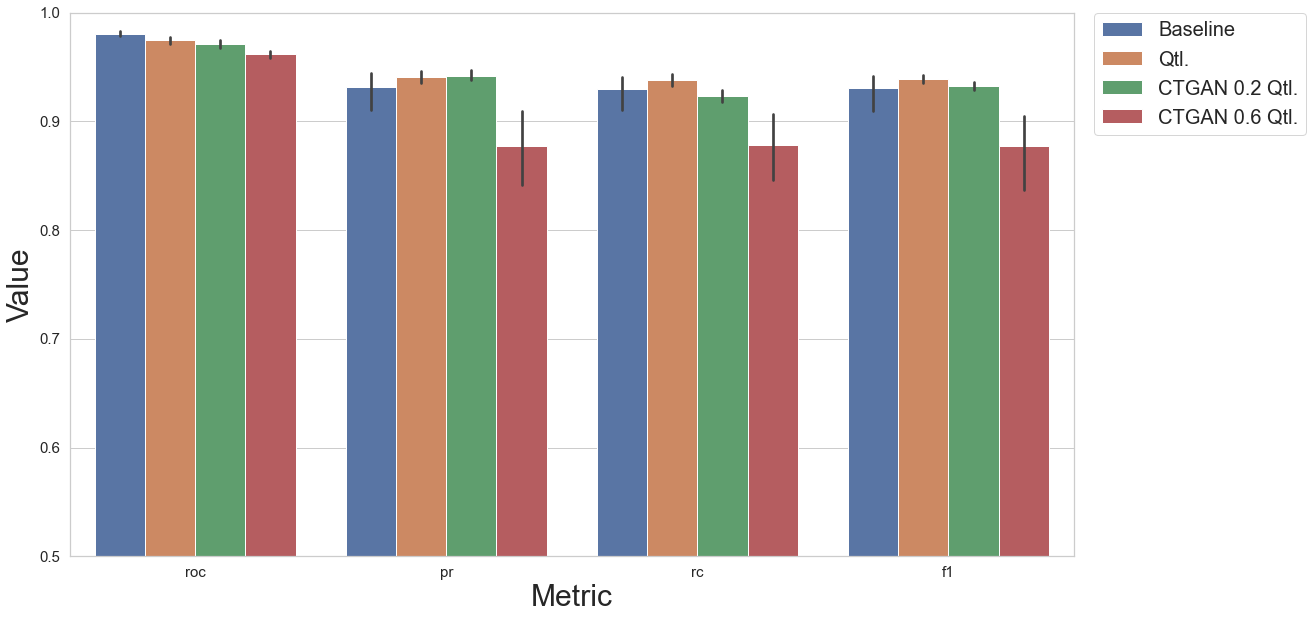 1.0
0.9
0.8
0.7
0.6
0.5
Value
roc
pr
rc
f1
Metric
Baseline
Qtl.
CTGAN 0.2 Qtl.
CTGAN 0.6 Qtl.